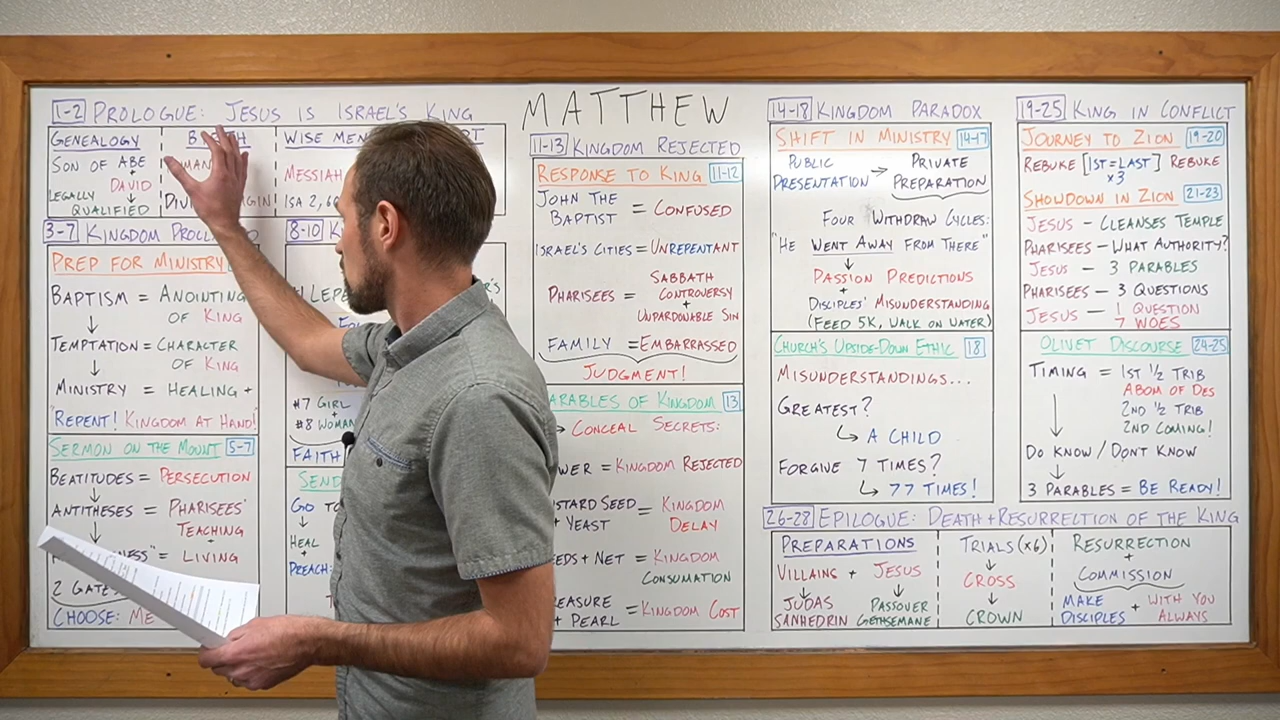 MATTHEW
1-2 PROLOGUE: JESUS IS ISRAEL'S KING
GENEALOGY
SON OF ABE
+
DAVID
LEGALLY
QUALIFIED
WISE MEN
MESSIAH
ISA 2, 6
3-7 KINGDOM
PREP FOR MINISTRY
BAPTISM = ANOINTING
OF KING
TEMPTATION = CHARACTER
OF KING
MINISTRY = HEALING +
"REPENT! KINGDOM AT HAND!"
SERMON ON THE MOUNT 5-7
BEATITUDES = PERSECUTION
ANTITHESES = PHARISEES'
TEACHING
= LIVING
2
CHOOSE: ME
8-10
#7 GIRL
+
#8 WOMAN
FAITH
SEND
GO TO
HEAL
+
PREACH:
11-13 KINGDOM REJECTED
RESPONSE TO KING 11-12
JOHN THE
BAPTIST = CONFUSED
ISRAEL'S CITIES = UNREPENTANT
PHARISEES = SABBATH
CONTROVERSY
+
UNPARDONABLE SIN
FAMILY = EMBARRASSED
JUDGMENT!
PARABLES OF KINGDOM 13
CONCEAL SECRETS:
= KINGDOM REJECTED
MUSTARD SEED
+ YEAST = KINGDOM
DELAY
+ NET = KINGDOM
CONSUMATION
+ PEARL = KINGDOM COST
14-18 KINGDOM PARADOX
SHIFT IN MINISTRY 14-17
PUBLIC
PRESENTATION → PRIVATE
PREPARATION
FOUR WITHDRAW CYCLES:
"HE WENT AWAY FROM THERE"
PASSION PREDICTIONS
+
DISCIPLES' MISUNDERSTANDING
(FEED 5K, WALK ON WATER)
CHURCH'S UPSIDE-DOWN ETHIC 18
MISUNDERSTANDINGS...
GREATEST?
A CHILD
FORGIVE 7 TIMES?
77 TIMES!
19-25 KING IN CONFLICT
JOURNEY TO ZION 19-20
REBUKE [1ST=LAST] REBUKE
x3
SHOWDOWN IN ZION 21-23
JESUS - CLEANSES TEMPLE
PHARISEES - WHAT AUTHORITY?
JESUS - 3 PARABLES
PHARISEES - 3 QUESTIONS
JESUS - 1 QUESTION
7 WOES
OLIVET DISCOURSE 24-25
TIMING = 1ST 1/2 TRIB
ABOM OF DES
2ND 1/2 TRIB
2ND COMING!
DO KNOW / DON'T KNOW
3 PARABLES = BE READY!
26-28 EPILOGUE: DEATH + RESURRECTION OF THE KING
PREPARATIONS
VILLAINS + JESUS
JUDAS
SANHEDRIN
PASSOVER
GETHSEMANE
TRIALS (x6)
CROSS
CROWN
RESURRECTION
+
COMMISSION
MAKE
DISCIPLES + WITH YOU
ALWAYS